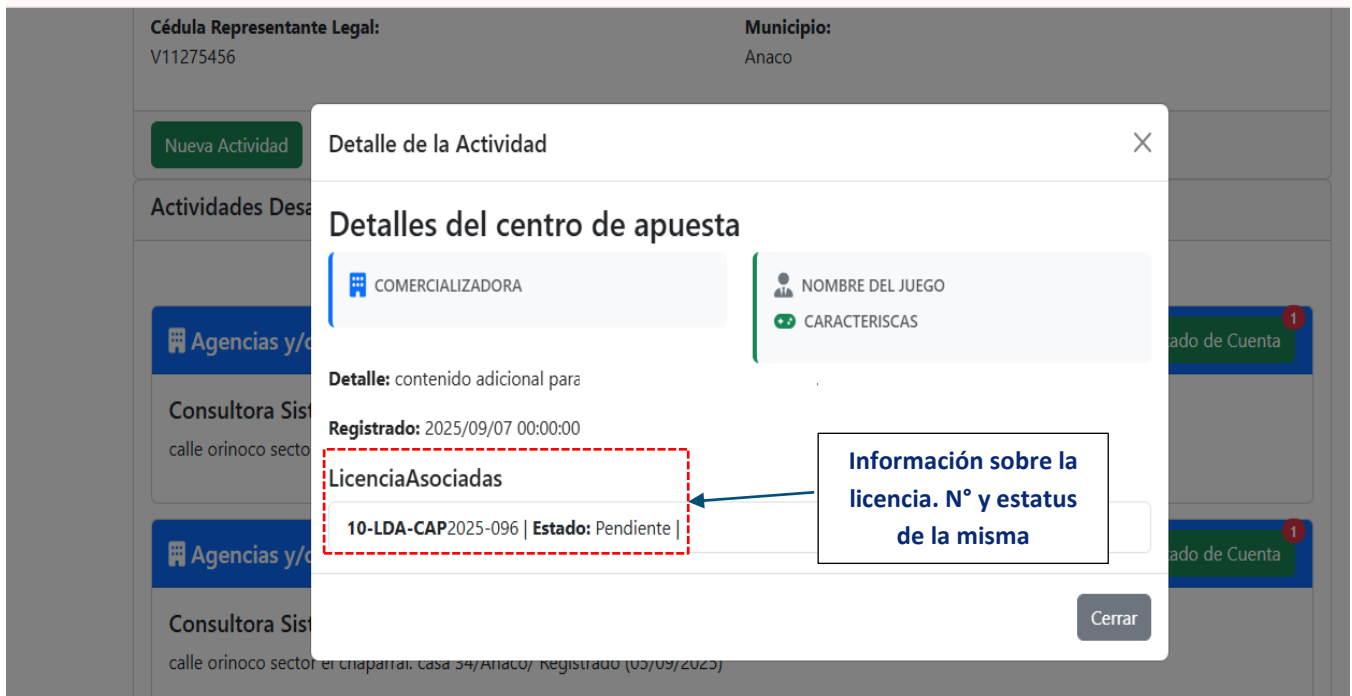 Cédula Representante Legal:
V11275456
Municipio:
Anaco
Nueva Actividad
Detalle de la Actividad
Actividades Desa
Detalles del centro de apuesta
COMERCIALIZADORA
NOMBRE DEL JUEGO
CARACTERISCAS
1
Agencias y/o
ado de Cuenta
Detalle: contenido adicional para
Consultora Sist
Registrado: 2025/09/07 00:00:00
calle orinoco secto
LicenciaAsociadas
10-LDA-CAP2025-096 | Estado: Pendiente |
Información sobre la
licencia. N° y estatus
de la misma
1
Agencias y/o
ado de Cuenta
Cerrar
Consultora Sist
calle orinoco sector el chaparral. casa 34/Anaco/ Registrado (05/09/2025)